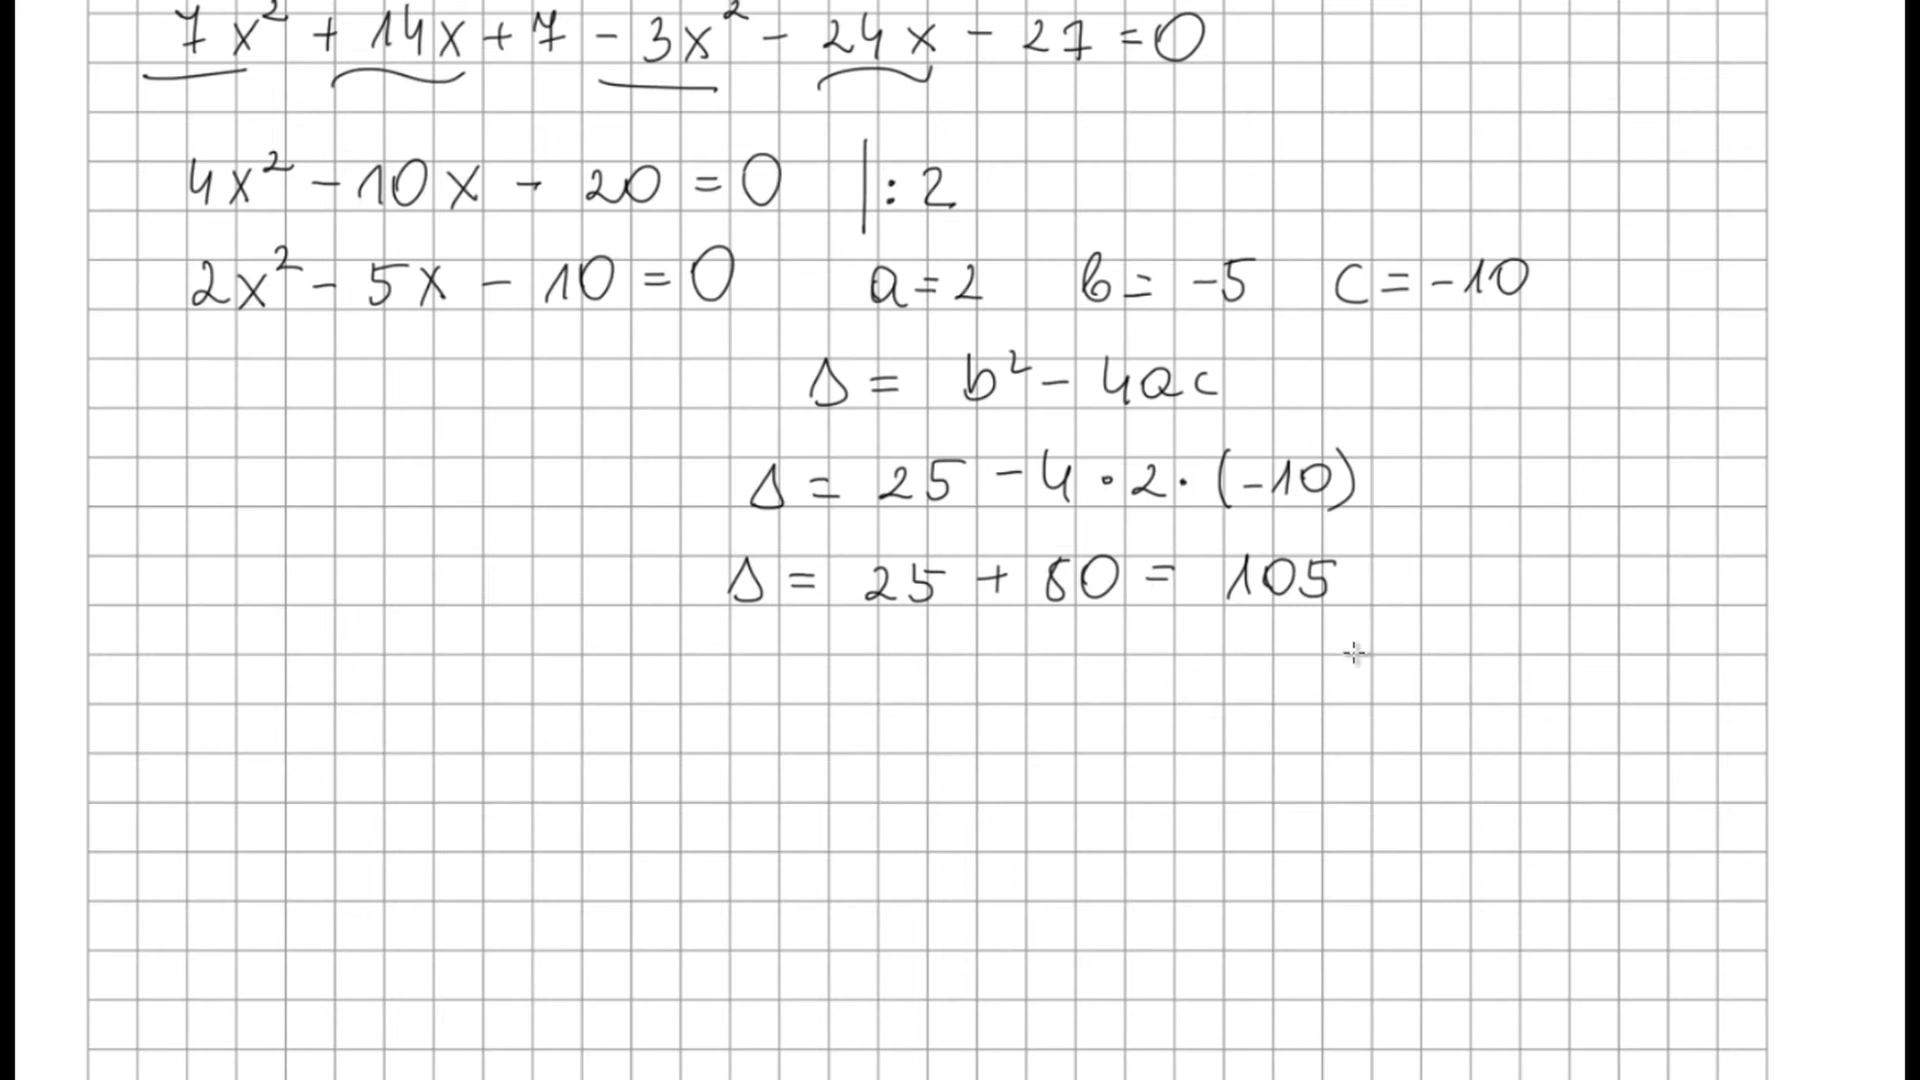 7x² + 14x + 7 - 3x² - 24x - 27 = 0
4x² - 10x - 20 = 0 |: 2
2x² - 5x - 10 = 0 a = 2 b = -5 c = -10
Δ = b² - 4ac
Δ = 25 - 4 · 2 · (-10)
Δ = 25 + 80 = 105